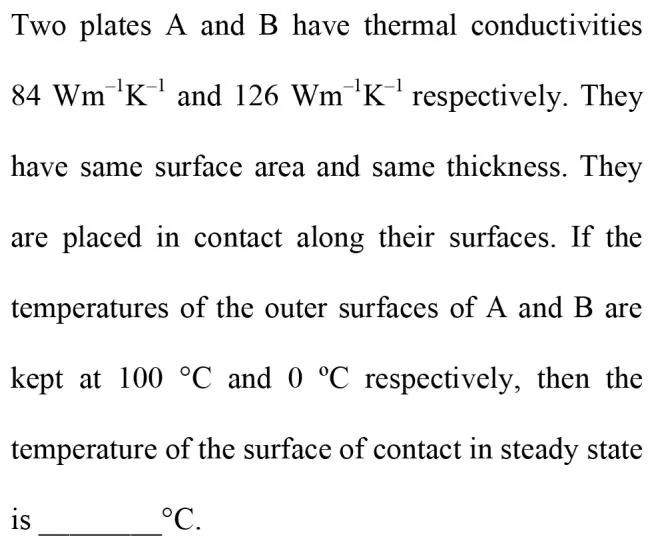 Two plates A and B have thermal conductivities
84 Wm⁻¹K⁻¹ and 126 Wm⁻¹K⁻¹ respectively. They
have same surface area and same thickness. They
are placed in contact along their surfaces. If the
temperatures of the outer surfaces of A and B are
kept at 100 °C and 0 ºC respectively, then the
temperature of the surface of contact in steady state
is ________°C.